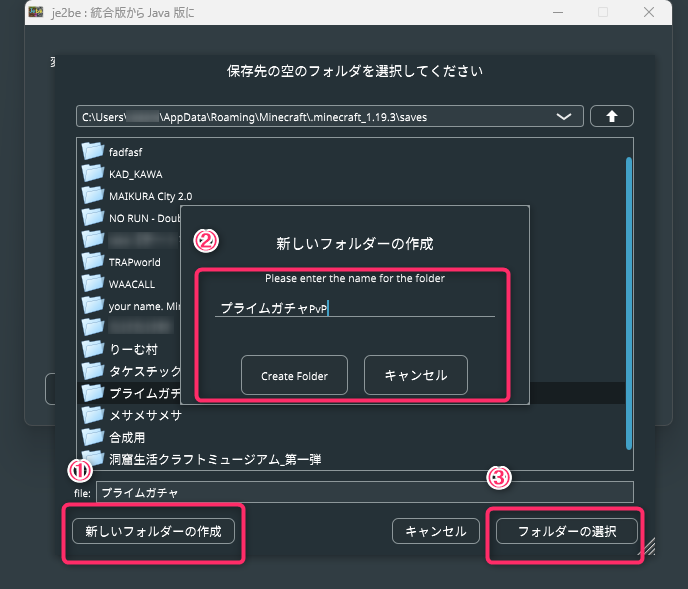 je2be : 統合版から Java 版に
保存先の空のフォルダを選択してください
C:\Users\ \AppData\Roaming\Minecraft\.minecraft_1.19.3\saves
fadfasf
KAD_KAWA
MAIKURA City 2.0
NO RUN - Doub
TRAPworld
WAACALL
your name. Min
りーむ村
タケスチック
プライムガチ
メサメサメサ
合成用
洞窟生活クラフトミュージアム_第一弾
②
新しいフォルダーの作成
Please enter the name for the folder
プライムガチャPvP
Create Folder
キャンセル
①
③
file: プライムガチャ
新しいフォルダーの作成
キャンセル
フォルダーの選択